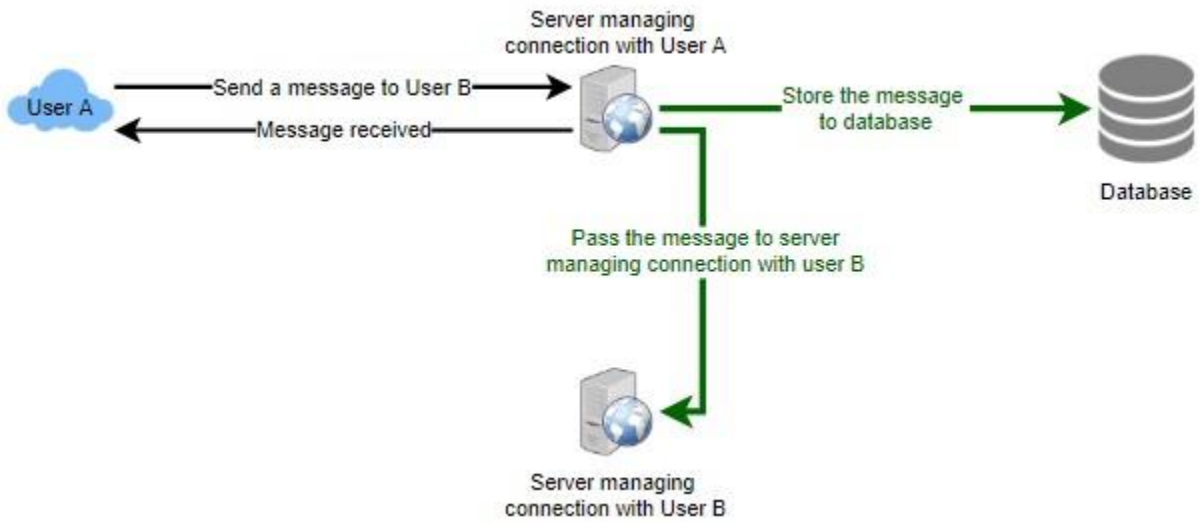 Server managing
connection with User A
User A
Send a message to User B
Message received
Store the message
to database
Database
Pass the message to server
managing connection with user B
Server managing
connection with User B